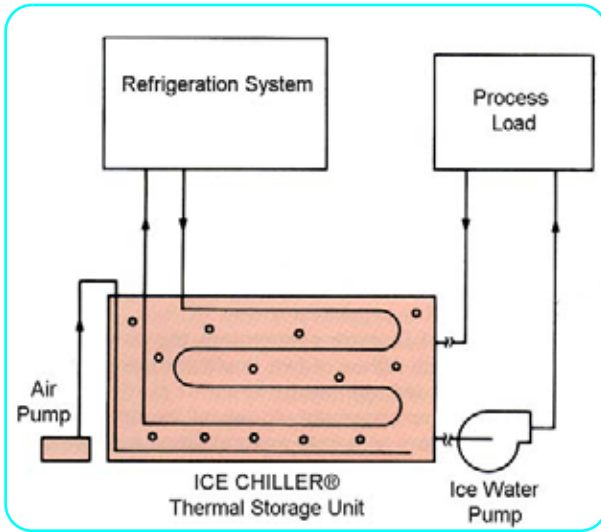 Refrigeration System
Process
Load
Air
Pump
ICE CHILLER®
Thermal Storage Unit
Ice Water
Pump